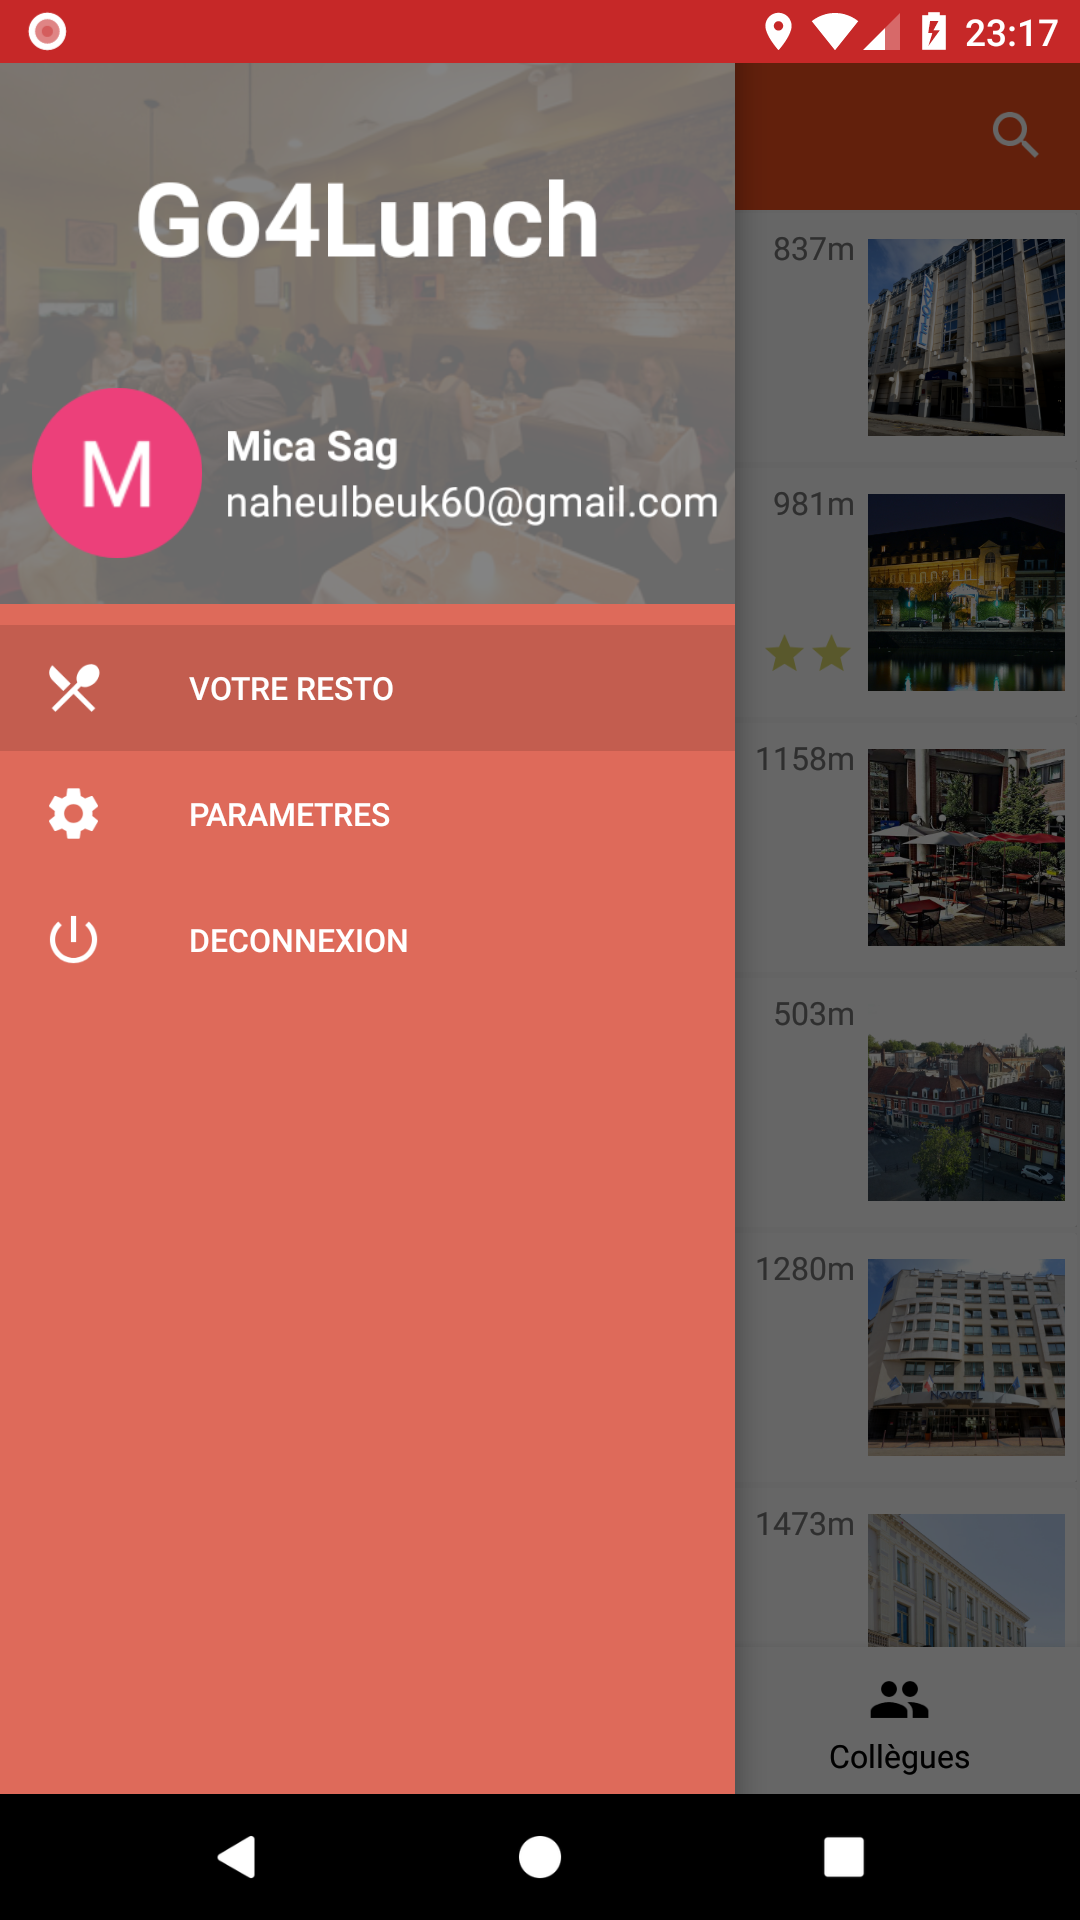 23:17
Go4Lunch
M
Mica Sag
naheulbeuk60@gmail.com
VOTRE RESTO
PARAMETRES
DECONNEXION
837m
981m
1158m
503m
1280m
NOVOTEL
1473m
Collègues